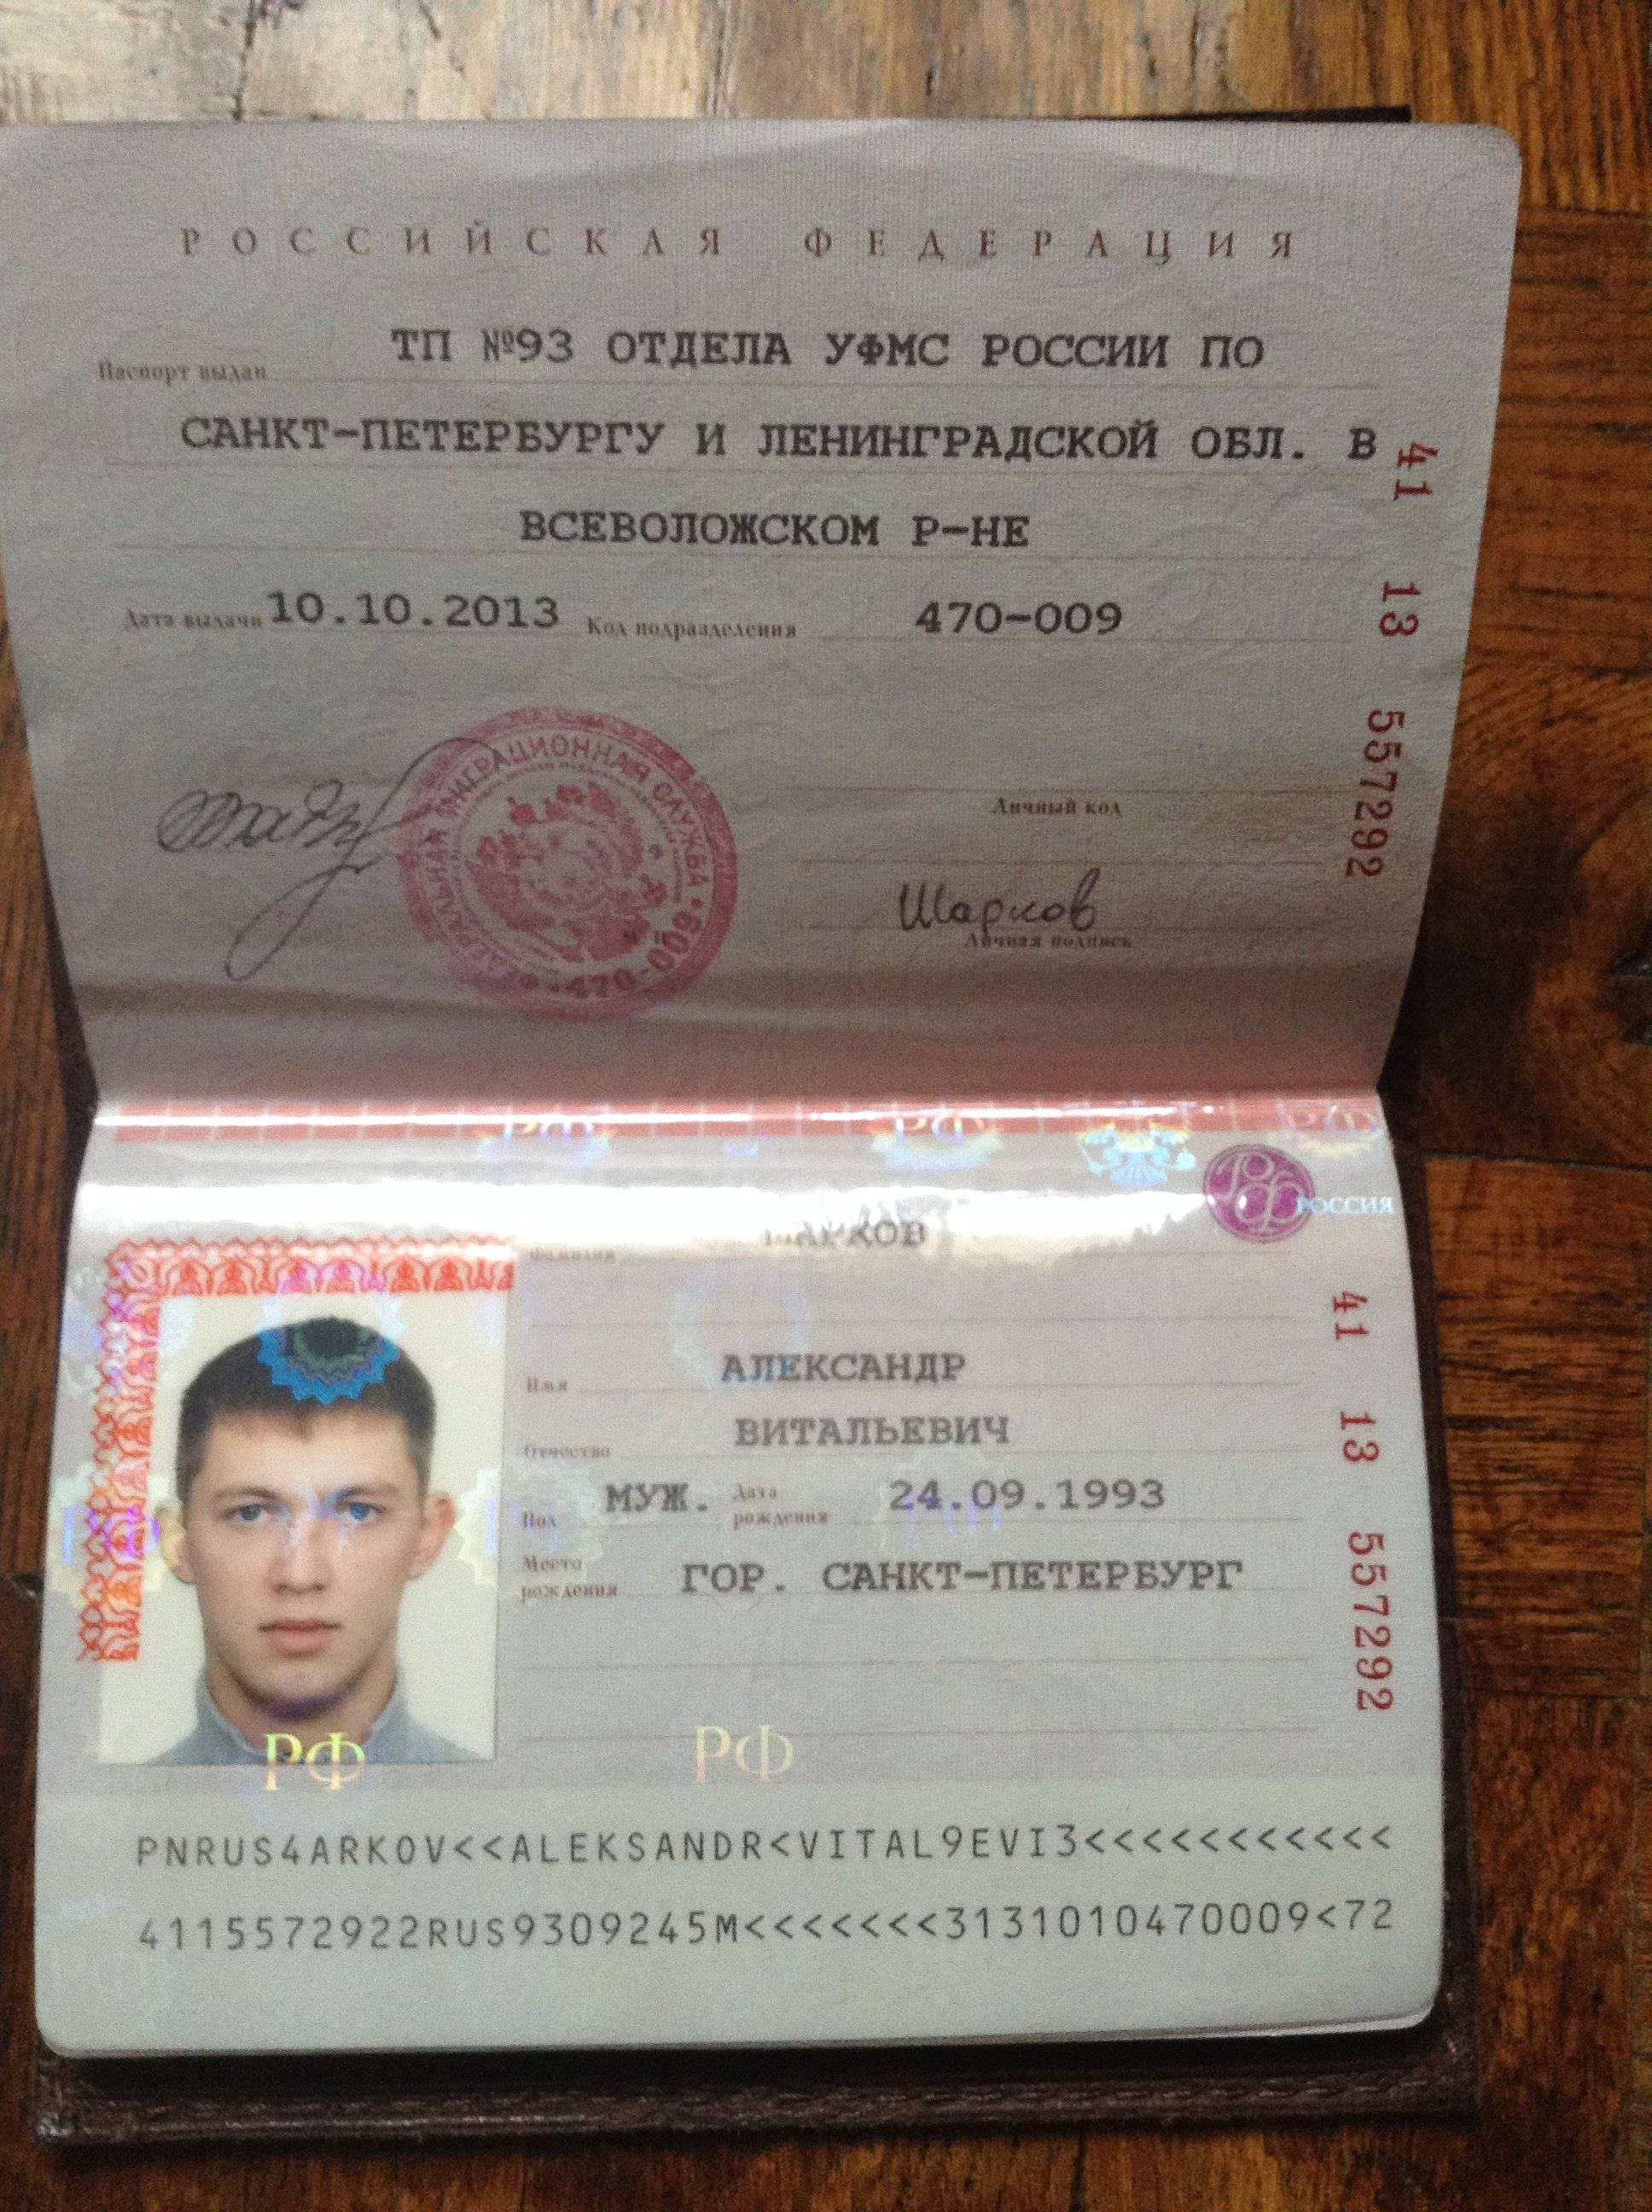 РОССИЙСКАЯ ФЕДЕРАЦИЯ
Паспорт выдан ТП №93 ОТДЕЛА УФМС РОССИИ ПО
САНКТ-ПЕТЕРБУРГУ И ЛЕНИНГРАДСКОЙ ОБЛ. В
ВСЕВОЛОЖСКОМ Р-НЕ
Дата выдачи 10.10.2013 Код подразделения 470-009
41 13 557292
ФЕДЕРАЛЬНАЯ МИГРАЦИОННАЯ СЛУЖБА
470-009
Личный код
Шарков
Личная подпись
РФ РФ РФ
РФ РОССИЯ
Фамилия АРКОВ
Имя АЛЕКСАНДР
Отчество ВИТАЛЬЕВИЧ
Пол МУЖ. Дата рождения 24.09.1993
Место рождения ГОР. САНКТ-ПЕТЕРБУРГ
41 13 557292
РФ РФ
PNRUS4ARKOV<<ALEKSANDR<VITAL9EVI3<<<<<<<<<<<
4115572922RUS9309245M<<<<<<<3131010470009<72